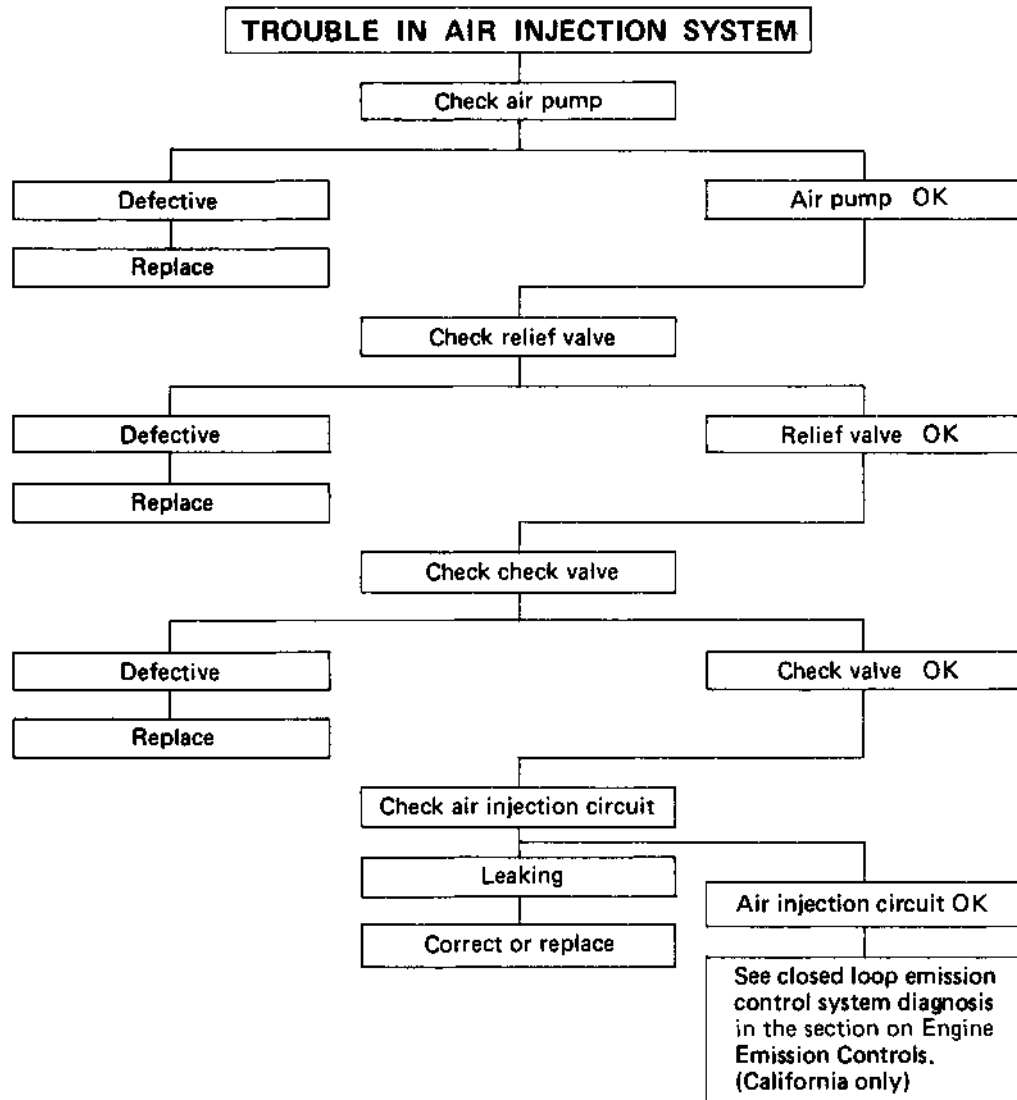 TROUBLE IN AIR INJECTION SYSTEM
Check air pump
Defective
Air pump OK
Replace
Check relief valve
Defective
Relief valve OK
Replace
Check check valve
Defective
Check valve OK
Replace
Check air injection circuit
Leaking
Air injection circuit OK
Correct or replace
See closed loop emission
control system diagnosis
in the section on Engine
Emission Controls.
(California only)